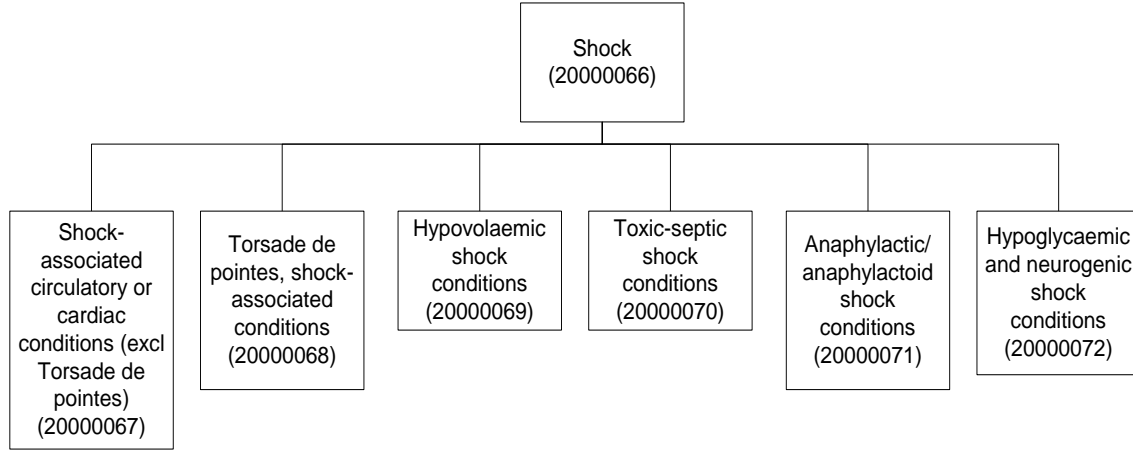 Shock
(20000066)
Shock-
associated
circulatory or
cardiac
conditions (excl
Torsade de
pointes)
(20000067)
Torsade de
pointes, shock-
associated
conditions
(20000068)
Hypovolaemic
shock
conditions
(20000069)
Toxic-septic
shock
conditions
(20000070)
Anaphylactic/
anaphylactoid
shock
conditions
(20000071)
Hypoglycaemic
and neurogenic
shock
conditions
(20000072)